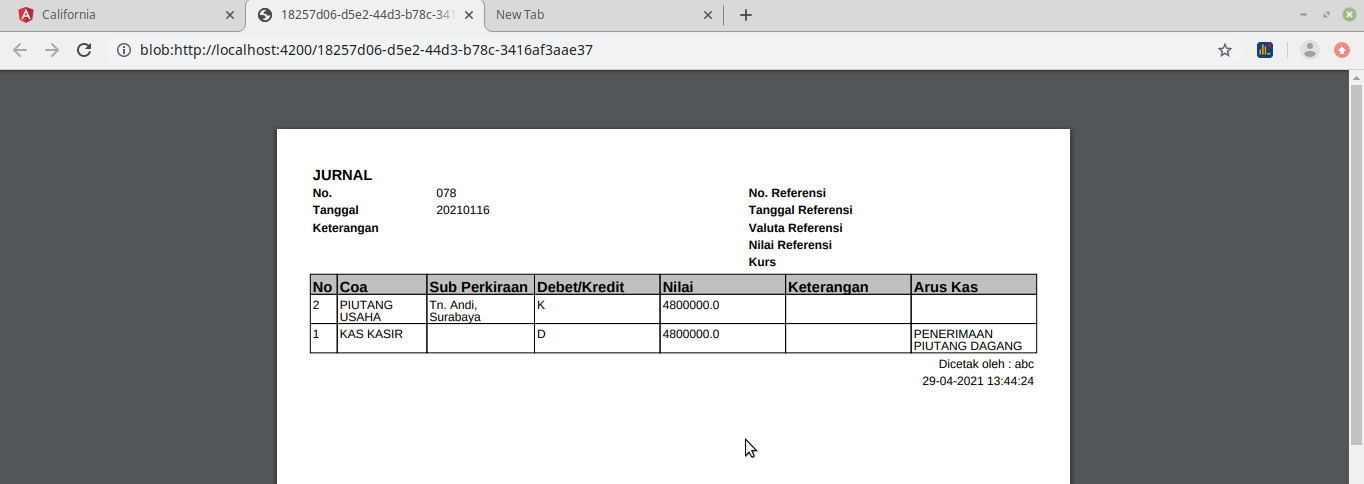 California
18257d06-d5e2-44d3-b78c-341
New Tab
blob:http://localhost:4200/18257d06-d5e2-44d3-b78c-3416af3aae37
JURNAL
No. 078 No. Referensi
Tanggal 20210116 Tanggal Referensi
Keterangan Valuta Referensi
Nilai Referensi
Kurs
No Coa Sub Perkiraan Debet/Kredit Nilai Keterangan Arus Kas
2 PIUTANG Tn. Andi, K 4800000.0
USAHA Surabaya
1 KAS KASIR D 4800000.0 PENERIMAAN
PIUTANG DAGANG
Dicetak oleh : abc
29-04-2021 13:44:24